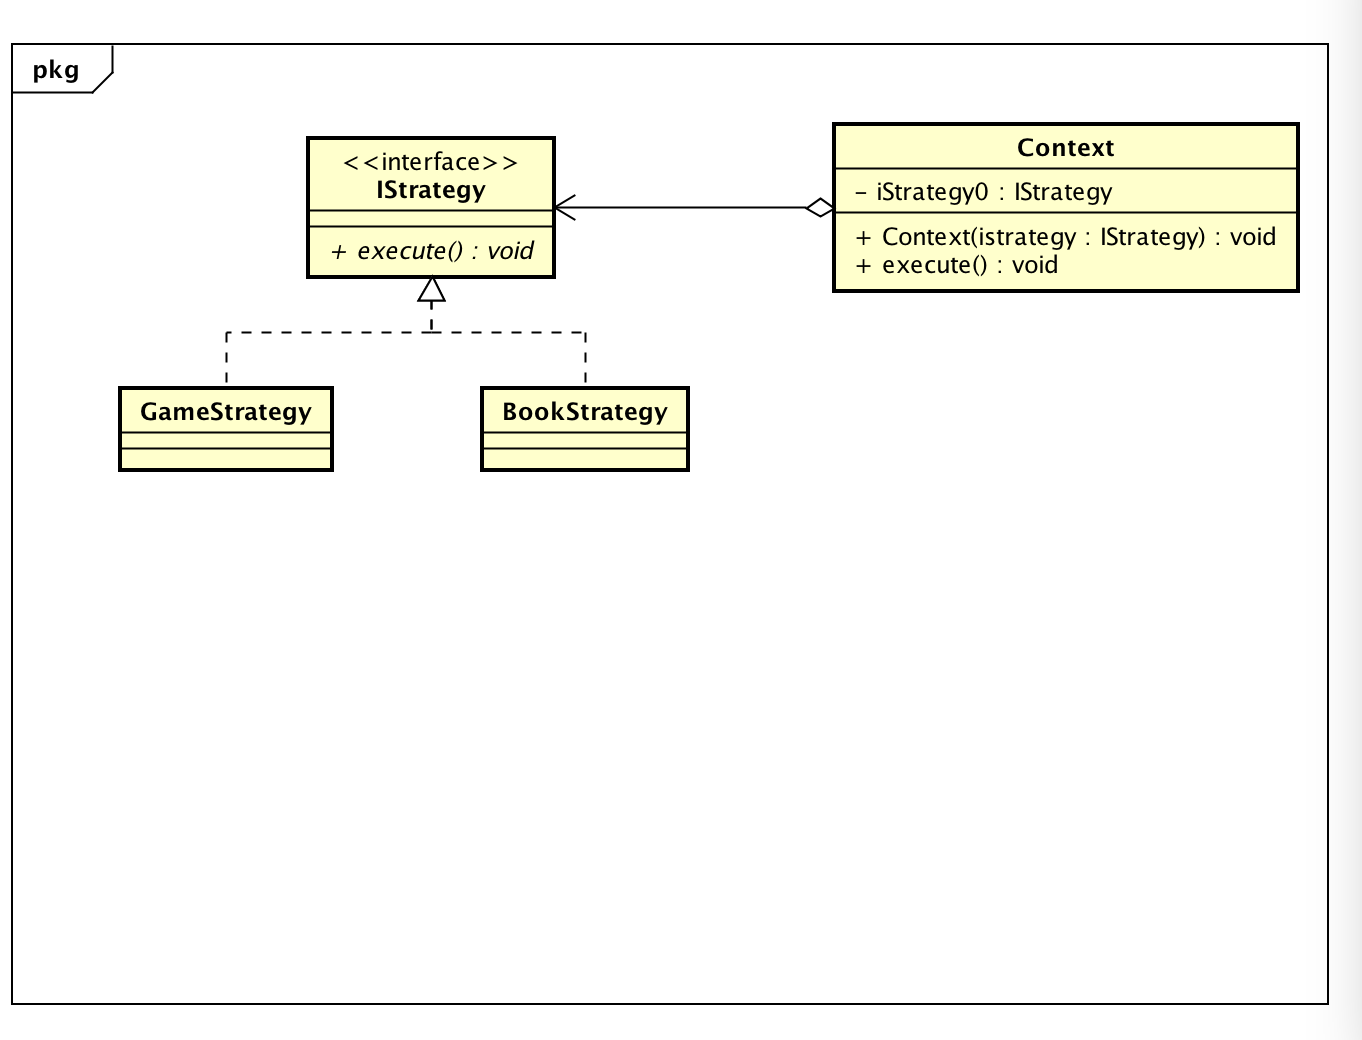 pkg
<<interface>>
IStrategy
+ execute() : void
Context
- iStrategy0 : IStrategy
+ Context(istrategy : IStrategy) : void
+ execute() : void
GameStrategy
BookStrategy